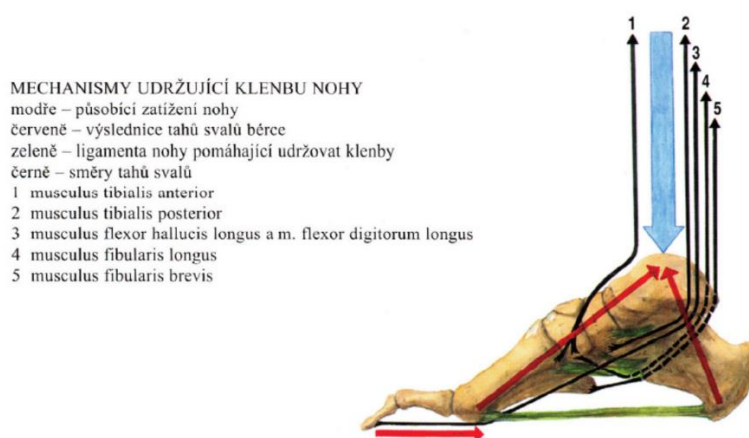 1 2
3
4
5
MECHANISMY UDRŽUJÍCÍ KLENBU NOHY
modře – působící zatížení nohy
červeně – výslednice tahů svalů bérce
zeleně – ligamenta nohy pomáhající udržovat klenby
černě – směry tahů svalů
1 musculus tibialis anterior
2 musculus tibialis posterior
3 musculus flexor hallucis longus a m. flexor digitorum longus
4 musculus fibularis longus
5 musculus fibularis brevis